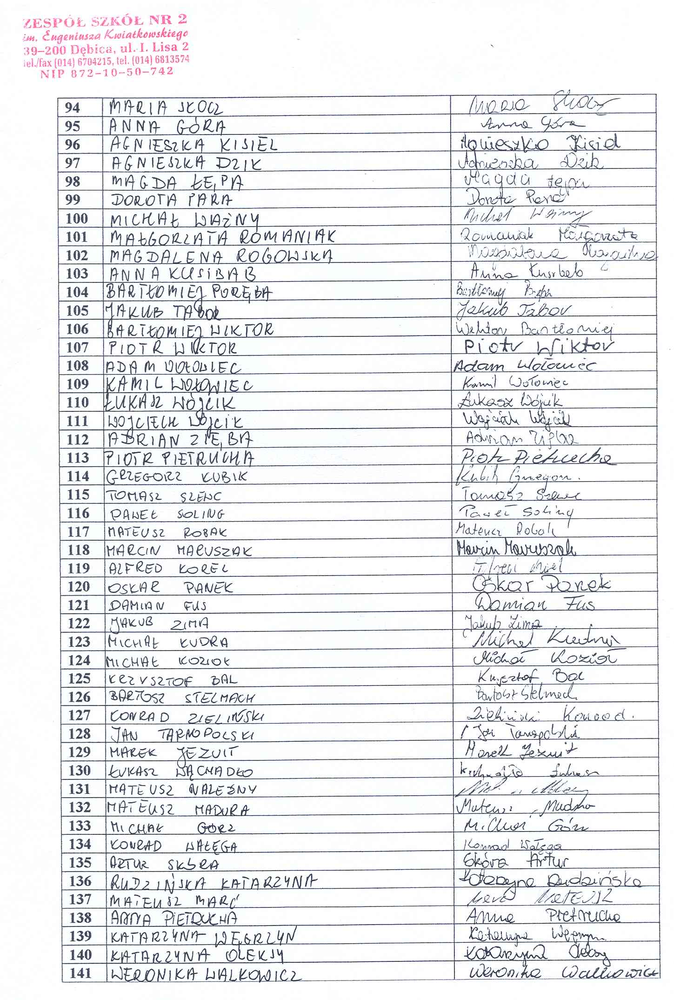 ZESPÓŁ SZKÓŁ NR 2
im. Eugeniusza Kwiatkowskiego
39-200 Dębica, ul. I. Lisa 2
tel./fax (014) 6704215, tel. (014) 6813574
NIP 872-10-50-742
94 MARIA SKOCZ Maria Skocz
95 ANNA GÓRA Anna Góra
96 AGNIESZKA KISIEL Agnieszka Kisiel
97 AGNIESZKA DZIK Agnieszka Dzik
98 MAGDA ŁĘPA Magda Łępa
99 DOROTA PARA Dorota Para
100 MICHAŁ WAŻNY Michał Ważny
101 MAŁGORZATA ROMANIAK Romaniak Małgorzata
102 MAGDALENA ROGOWSKA Magdalena
103 ANNA KUSIBAB Anna Kusibab
104 BARTŁOMIEJ PORĘBA Bartłomiej
105 JAKUB TABOR Jakub Tabor
106 BARTŁOMIEJ WIKTOR Wiktor Bartłomiej
107 PIOTR WIKTOR Piotr Wiktor
108 ADAM WOŁOWIEC Adam Wołowiec
109 KAMIL WOŁOWIEC Kamil Wołowiec
110 ŁUKASZ WÓJCIK Łukasz Wójcik
111 WOJCIECH WÓJCIK Wojciech Wójcik
112 ADRIAN ZIĘBA Adrian Zięba
113 PIOTR PIETRUCHA Piotr Pietrucha
114 GRZEGORZ KUBIK Kubik Grzegorz
115 TOMASZ SZENC Tomasz Szenc
116 PAWEŁ SOLING Paweł Soling
117 MATEUSZ ROBAK Mateusz Robak
118 MARCIN MARUSZAK Marcin Maruszak
119 ALFRED KOREL
120 OSKAR PANEK Oskar Panek
121 DAMIAN FUS Damian Fus
122 JAKUB ZIMA Jakub Zima
123 MICHAŁ KUDRA Michał Kudra
124 MICHAŁ KOZIOŁ Michał Kozioł
125 KRZYSZTOF BAL Krzysztof Bal
126 BARTOSZ STELMACH Bartosz Stelmach
127 KONRAD ZIELIŃSKI Zieliński Konrad.
128 JAN TARNOPOLSKI Jan Tarnopolski
129 MAREK JEZUIT Marek Jezuit
130 ŁUKASZ WĄCHADŁO Łukasz
131 MATEUSZ NALEŻNY
132 MATEUSZ MADURA Mateusz Madura
133 MICHAŁ GÓRZ Michał Górz
134 KONRAD WAŁĘGA Konrad Wałęga
135 ARTUR SKÓRA Skóra Artur
136 RUDZIŃSKA KATARZYNA Katarzyna Rudzińska
137 MATEUSZ MARĆ Marć MATEUSZ
138 ANNA PIETRUCHA Anna Pietrucha
139 KATARZYNA WĘGRZYN Katarzyna Węgrzyn
140 KATARZYNA OLEKSY Katarzyna Oleksy
141 WERONIKA WALKOWICZ Weronika Walkowicz